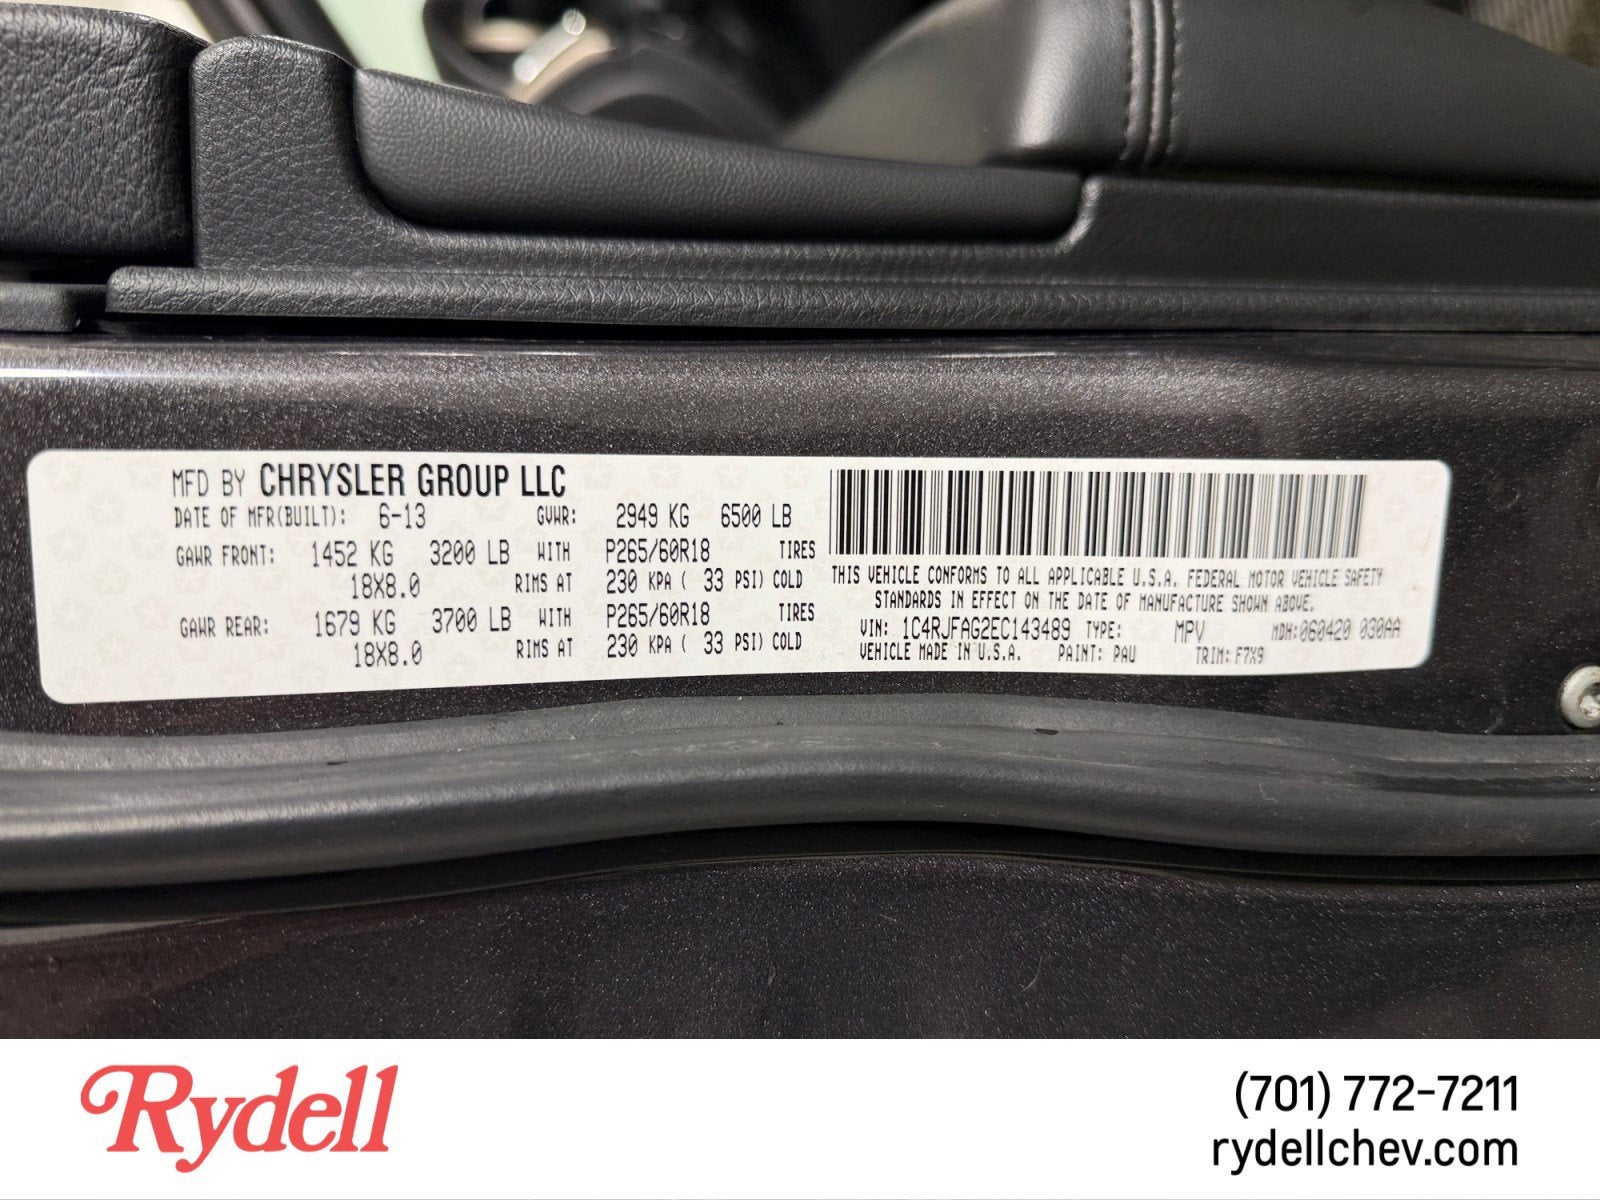 MFD BY CHRYSLER GROUP LLC
DATE OF MFR(BUILT): 6-13 GVWR: 2949 KG 6500 LB
GAWR FRONT: 1452 KG 3200 LB WITH P265/60R18 TIRES
18X8.0 RIMS AT 230 KPA ( 33 PSI) COLD
GAWR REAR: 1679 KG 3700 LB WITH P265/60R18 TIRES
18X8.0 RIMS AT 230 KPA ( 33 PSI) COLD
THIS VEHICLE CONFORMS TO ALL APPLICABLE U.S.A. FEDERAL MOTOR VEHICLE SAFETY
STANDARDS IN EFFECT ON THE DATE OF MANUFACTURE SHOWN ABOVE.
VIN: 1C4RJFAG2EC143489 TYPE: MPV MDH:060420 030AA
VEHICLE MADE IN U.S.A. PAINT: PAU TRIM: F7X9
Rydell
(701) 772-7211
rydellchev.com